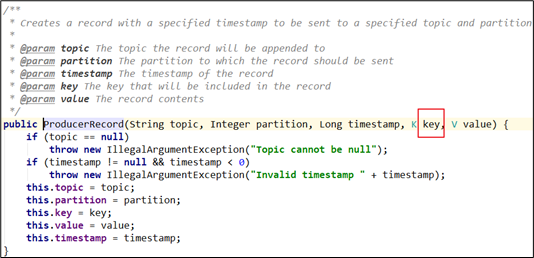 /**
 * Creates a record with a specified timestamp to be sent to a specified topic and partition
 *
 * @param topic The topic the record will be appended to
 * @param partition The partition to which the record should be sent
 * @param timestamp The timestamp of the record
 * @param key The key that will be included in the record
 * @param value The record contents
 */
public ProducerRecord(String topic, Integer partition, Long timestamp, K key, V value) {
    if (topic == null)
        throw new IllegalArgumentException("Topic cannot be null");
    if (timestamp != null && timestamp < 0)
        throw new IllegalArgumentException("Invalid timestamp " + timestamp);
    this.topic = topic;
    this.partition = partition;
    this.key = key;
    this.value = value;
    this.timestamp = timestamp;
}